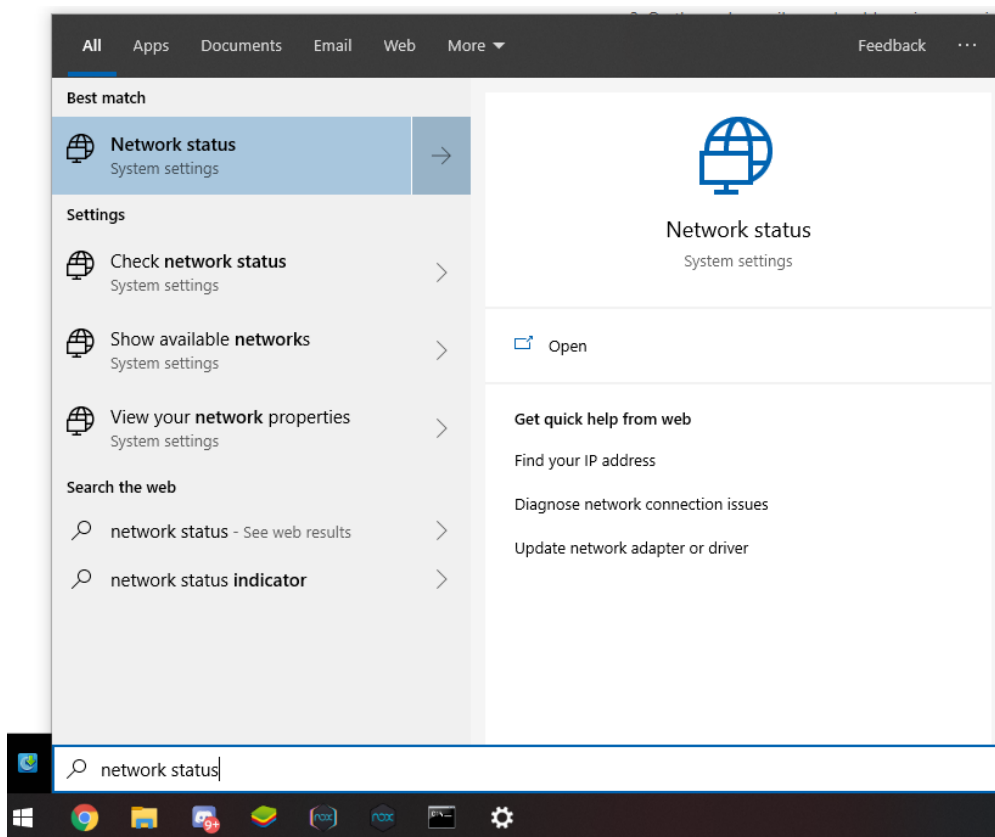 All Apps Documents Email Web More Feedback ...
Best match
Network status
System settings
Settings
Check network status
System settings
Show available networks
System settings
View your network properties
System settings
Search the web
network status - See web results
network status indicator
Network status
System settings
Open
Get quick help from web
Find your IP address
Diagnose network connection issues
Update network adapter or driver
network status
9+
nox
nox